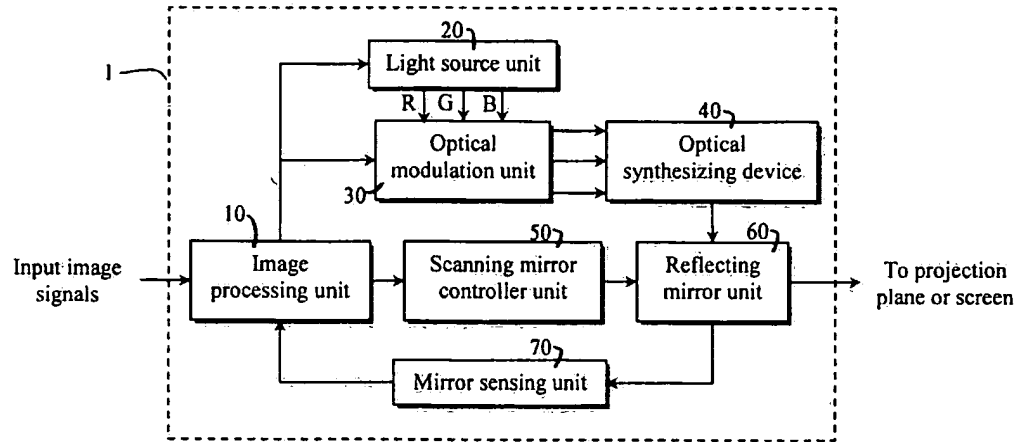 20
1
Light source unit
R G B
40
Optical
modulation unit
30
Optical
synthesizing device
10
50
60
Input image
signals
Image
processing unit
Scanning mirror
controller unit
Reflecting
mirror unit
To projection
plane or screen
70
Mirror sensing unit